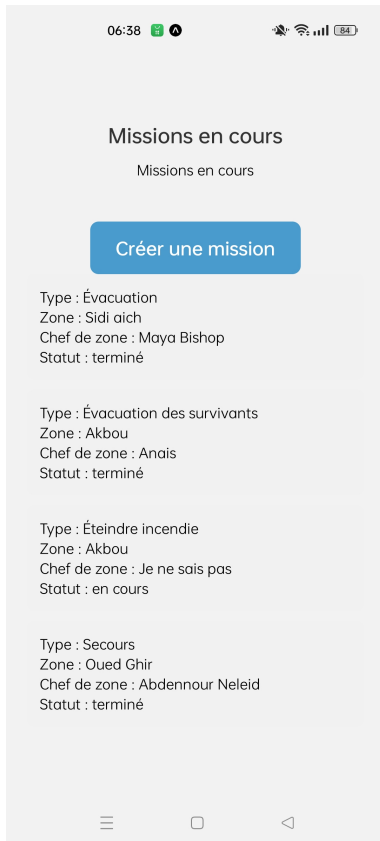 06:38
84
Missions en cours
Missions en cours
Créer une mission
Type : Évacuation
Zone : Sidi aich
Chef de zone : Maya Bishop
Statut : terminé
Type : Évacuation des survivants
Zone : Akbou
Chef de zone : Anais
Statut : terminé
Type : Éteindre incendie
Zone : Akbou
Chef de zone : Je ne sais pas
Statut : en cours
Type : Secours
Zone : Oued Ghir
Chef de zone : Abdennour Neleid
Statut : terminé